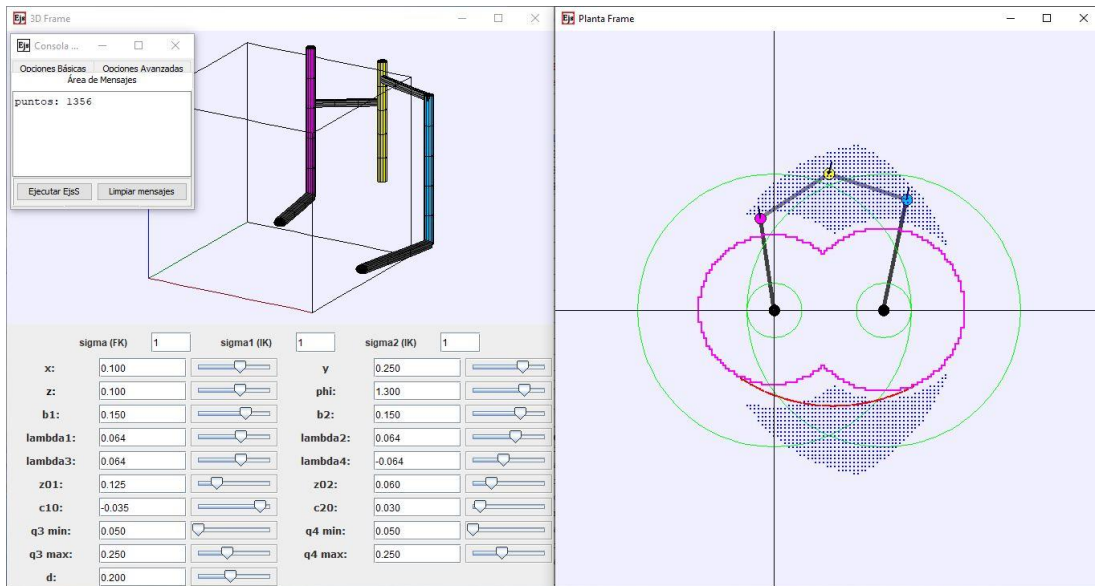 3D Frame
Consola ...
Opciones Básicas Opciones Avanzadas
Área de Mensajes
puntos: 1356
Ejecutar EjsS Limpiar mensajes
sigma (FK) 1 sigma1 (IK) 1 sigma2 (IK) 1
x: 0.100 y 0.250
z: 0.100 phi: 1.300
b1: 0.150 b2: 0.150
lambda1: 0.064 lambda2: 0.064
lambda3: 0.064 lambda4: -0.064
z01: 0.125 z02: 0.060
c10: -0.035 c20: 0.030
q3 min: 0.050 q4 min: 0.050
q3 max: 0.250 q4 max: 0.250
d: 0.200
Planta Frame